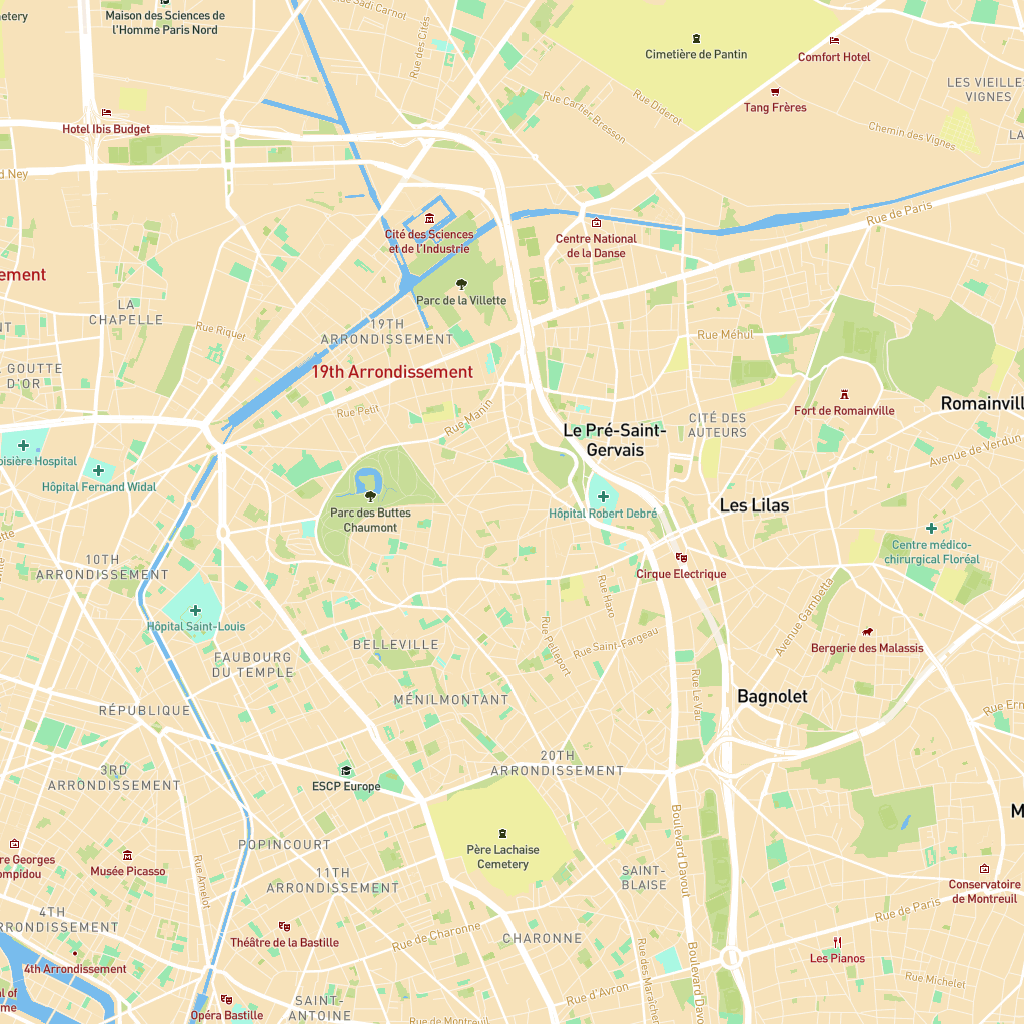 Maison des Sciences de
l'Homme Paris Nord
Rue Sadi Carnot
Rue des Cités
Cimetière de Pantin
Comfort Hotel
Tang Frères
LES VIEILLES
VIGNES
Hotel Ibis Budget
Rue Cartier-Bresson
Rue Diderot
Chemin des Vignes
Cité des Sciences
et de l'Industrie
Centre National
de la Danse
Rue de Paris
Parc de la Villette
LA
CHAPELLE
Rue Riquet
19TH
ARRONDISSEMENT
Rue Méhul
19th Arrondissement
GOUTTE
D'OR
Rue Petit
Rue Manin
Fort de Romainville
Le Pré-Saint-
Gervais
CITÉ DES
AUTEURS
Avenue de Verdun
Hospital
Hôpital Fernand Widal
Parc des Buttes
Chaumont
Hôpital Robert Debré
Les Lilas
Centre médico-
chirurgical Floréal
10TH
ARRONDISSEMENT
Cirque Electrique
Rue Haxo
Avenue Gambetta
Hôpital Saint-Louis
BELLEVILLE
Rue Pelleport
Rue Saint-Fargeau
Bergerie des Malassis
FAUBOURG
DU TEMPLE
MÉNILMONTANT
Rue Le Vau
Bagnolet
RÉPUBLIQUE
3RD
ARRONDISSEMENT
ESCP Europe
20TH
ARRONDISSEMENT
Père Lachaise
Cemetery
Boulevard Davout
POPINCOURT
Georges
Musée Picasso
Rue Amelot
11TH
ARRONDISSEMENT
SAINT-
BLAISE
Conservatoire
de Montreuil
4TH
Théâtre de la Bastille
Rue de Charonne
CHARONNE
Rue de Paris
Les Pianos
4th Arrondissement
Rue d'Avron
Boulevard Davout
Rue Michelet
Opéra Bastille
SAINT-
ANTOINE
Rue de Montreuil